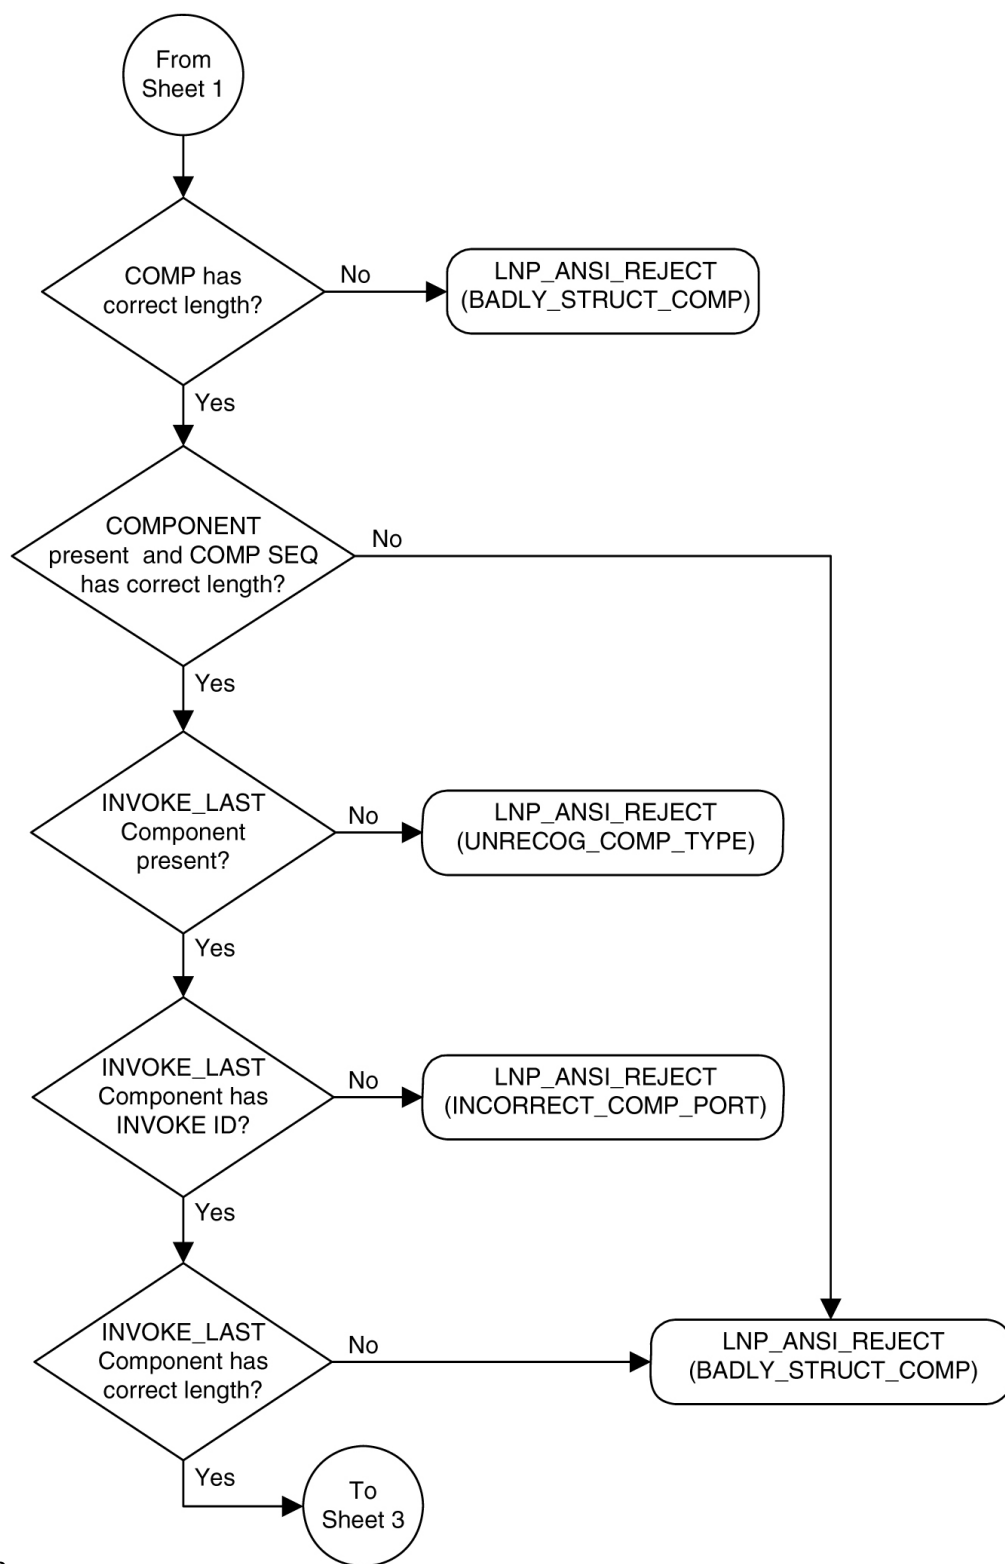 From
Sheet 1
COMP has
correct length?
No
LNP_ANSI_REJECT
(BADLY_STRUCT_COMP)
Yes
COMPONENT
present and COMP SEQ
has correct length?
No
Yes
INVOKE_LAST
Component
present?
No
LNP_ANSI_REJECT
(UNRECOG_COMP_TYPE)
Yes
INVOKE_LAST
Component has
INVOKE ID?
No
LNP_ANSI_REJECT
(INCORRECT_COMP_PORT)
Yes
INVOKE_LAST
Component has
correct length?
No
LNP_ANSI_REJECT
(BADLY_STRUCT_COMP)
Yes
To
Sheet 3